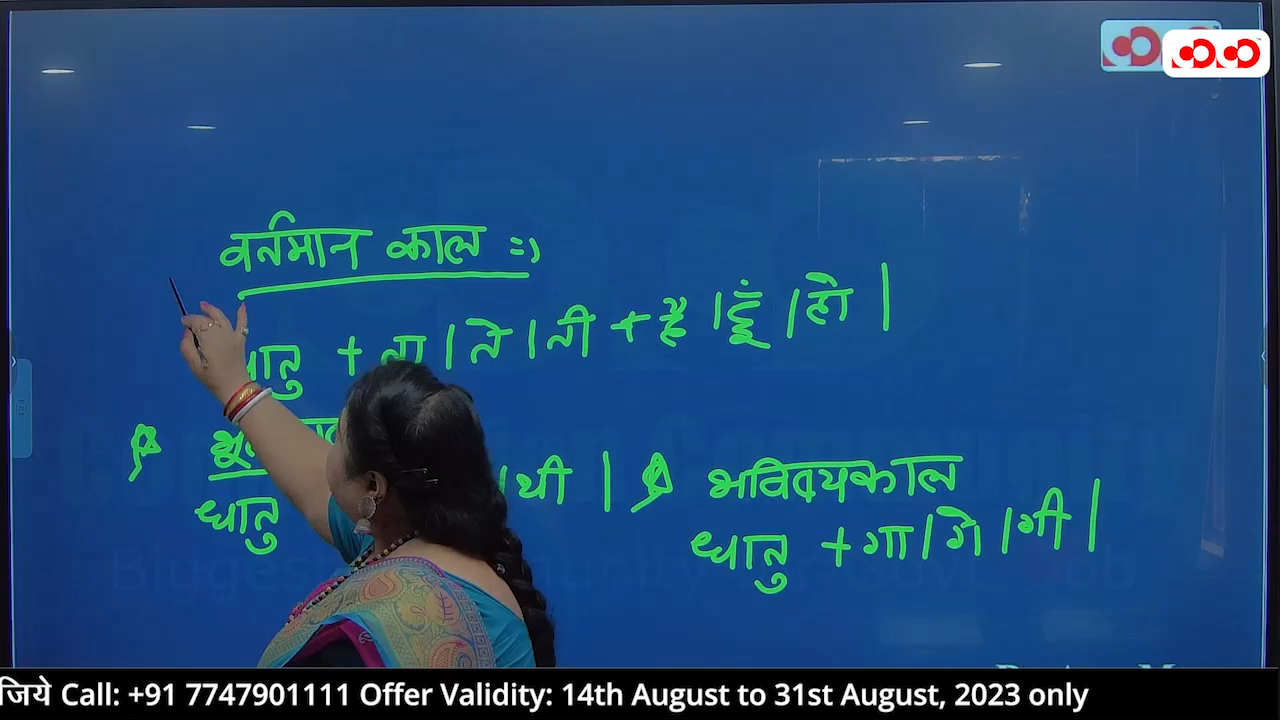 वर्तमान काल =>
धातु + ता | ते | ती + है | हूँ | हो |
भूत
धातु | थी | भविष्यकाल
धातु + गा | गे | गी |
जिये Call: +91 7747901111 Offer Validity: 14th August to 31st August, 2023 only